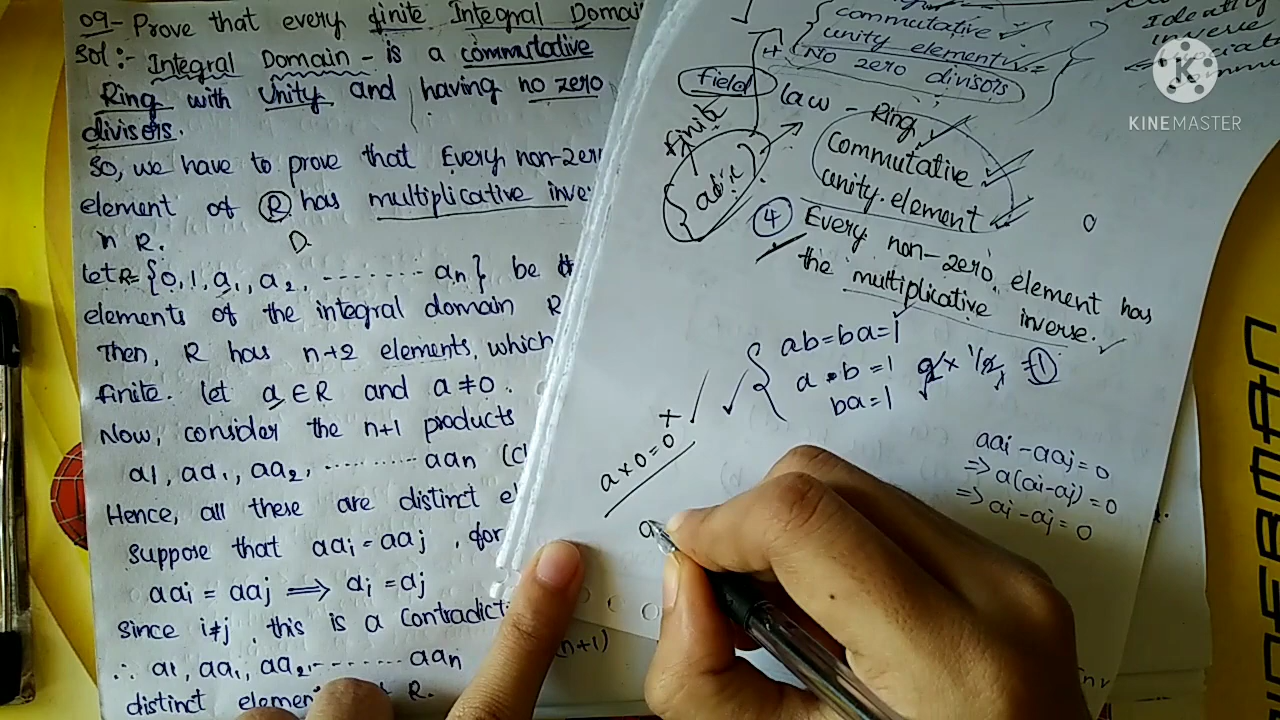 09- Prove that every finite Integral Domai
Sol:- Integral Domain - is a commutative
Ring with Unity and having no zero
divisors.
So, we have to prove that Every non-zer
element of R has multiplicative inve
n R.
D
Let R= {0, 1, a1, a2, ........ an} be
elements of the integral domain R
Then, R has n+2 elements, which
finite. Let a ∈ R and a ≠ 0.
Now, consider the n+1 products
a1, aa1, aa2, ......... aan (c
Hence, all these are distinct el
Suppose that aai = aaj , for
aai = aaj ⟹ ai = aj
Since i≠j, this is a contradict
∴ a1, aa1, aa2, ....... aan
(n+1)
distinct elemen R.
commutative
unity element
+ No zero divisors
Field
law - Ring
Commutative
unity element
finite
④ Every non-zero element has
the multiplicative inverse.
0
ab=ba=1
a • b = 1
ba=1
①
a×0=0
+
a
aai - aaj = 0
⇒ a(ai-aj) = 0
⇒ ai - aj = 0
inverse
K
KINEMASTER